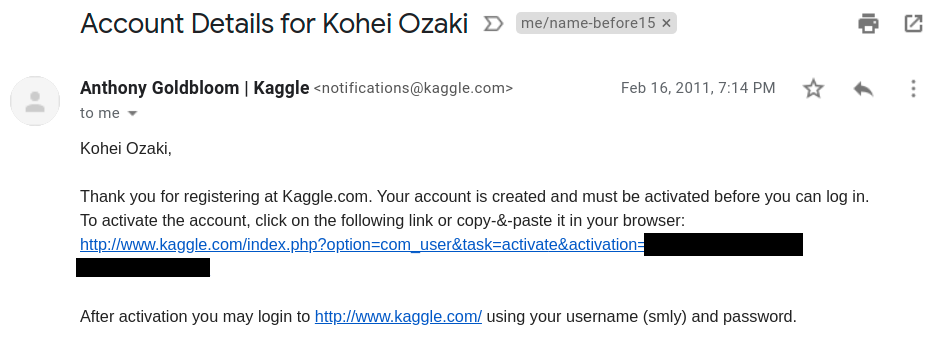 Account Details for Kohei Ozaki
me/name-before15 ×
Anthony Goldbloom | Kaggle <notifications@kaggle.com>
Feb 16, 2011, 7:14 PM
to me
Kohei Ozaki,
Thank you for registering at Kaggle.com. Your account is created and must be activated before you can log in.
To activate the account, click on the following link or copy-&-paste it in your browser:
http://www.kaggle.com/index.php?option=com_user&task=activate&activation=
After activation you may login to http://www.kaggle.com/ using your username (smly) and password.